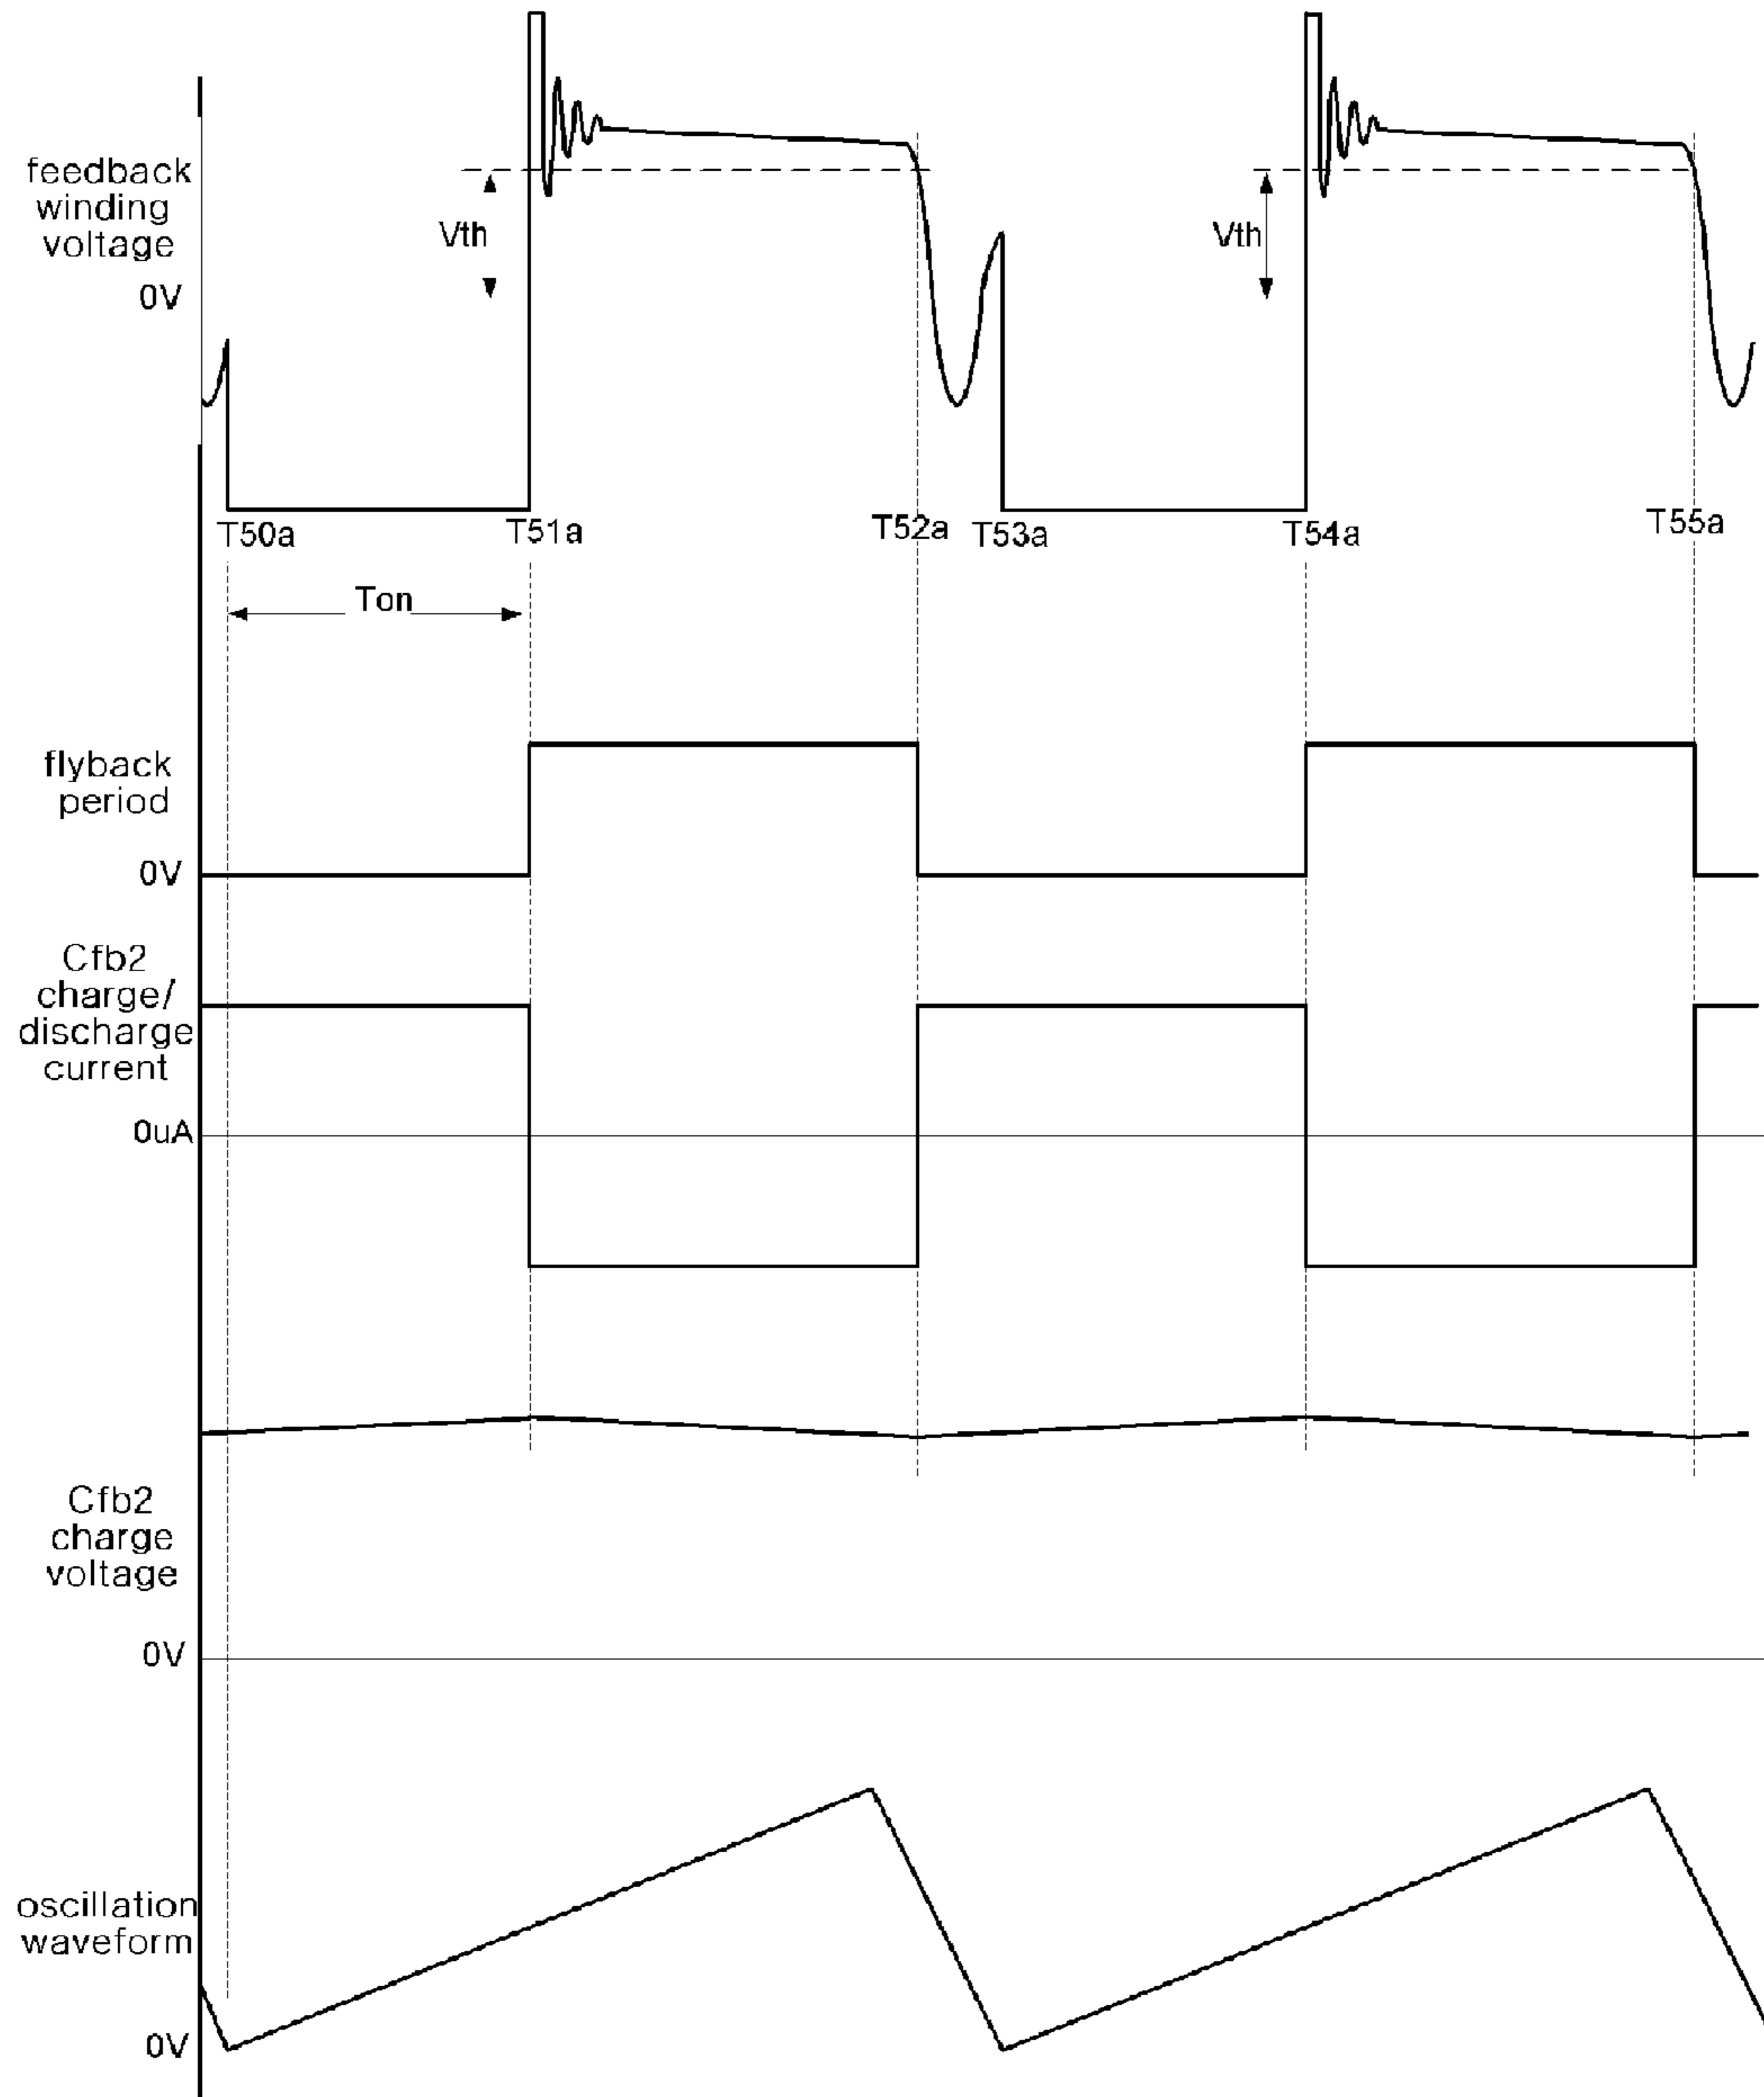 feedback
winding
voltage
Vth
Vth
0V
T50a
T51a
T52a
T53a
T54a
T55a
Ton
flyback
period
0V
Cfb2
charge/
discharge
current
0uA
Cfb2
charge
voltage
0V
oscillation
waveform
0V